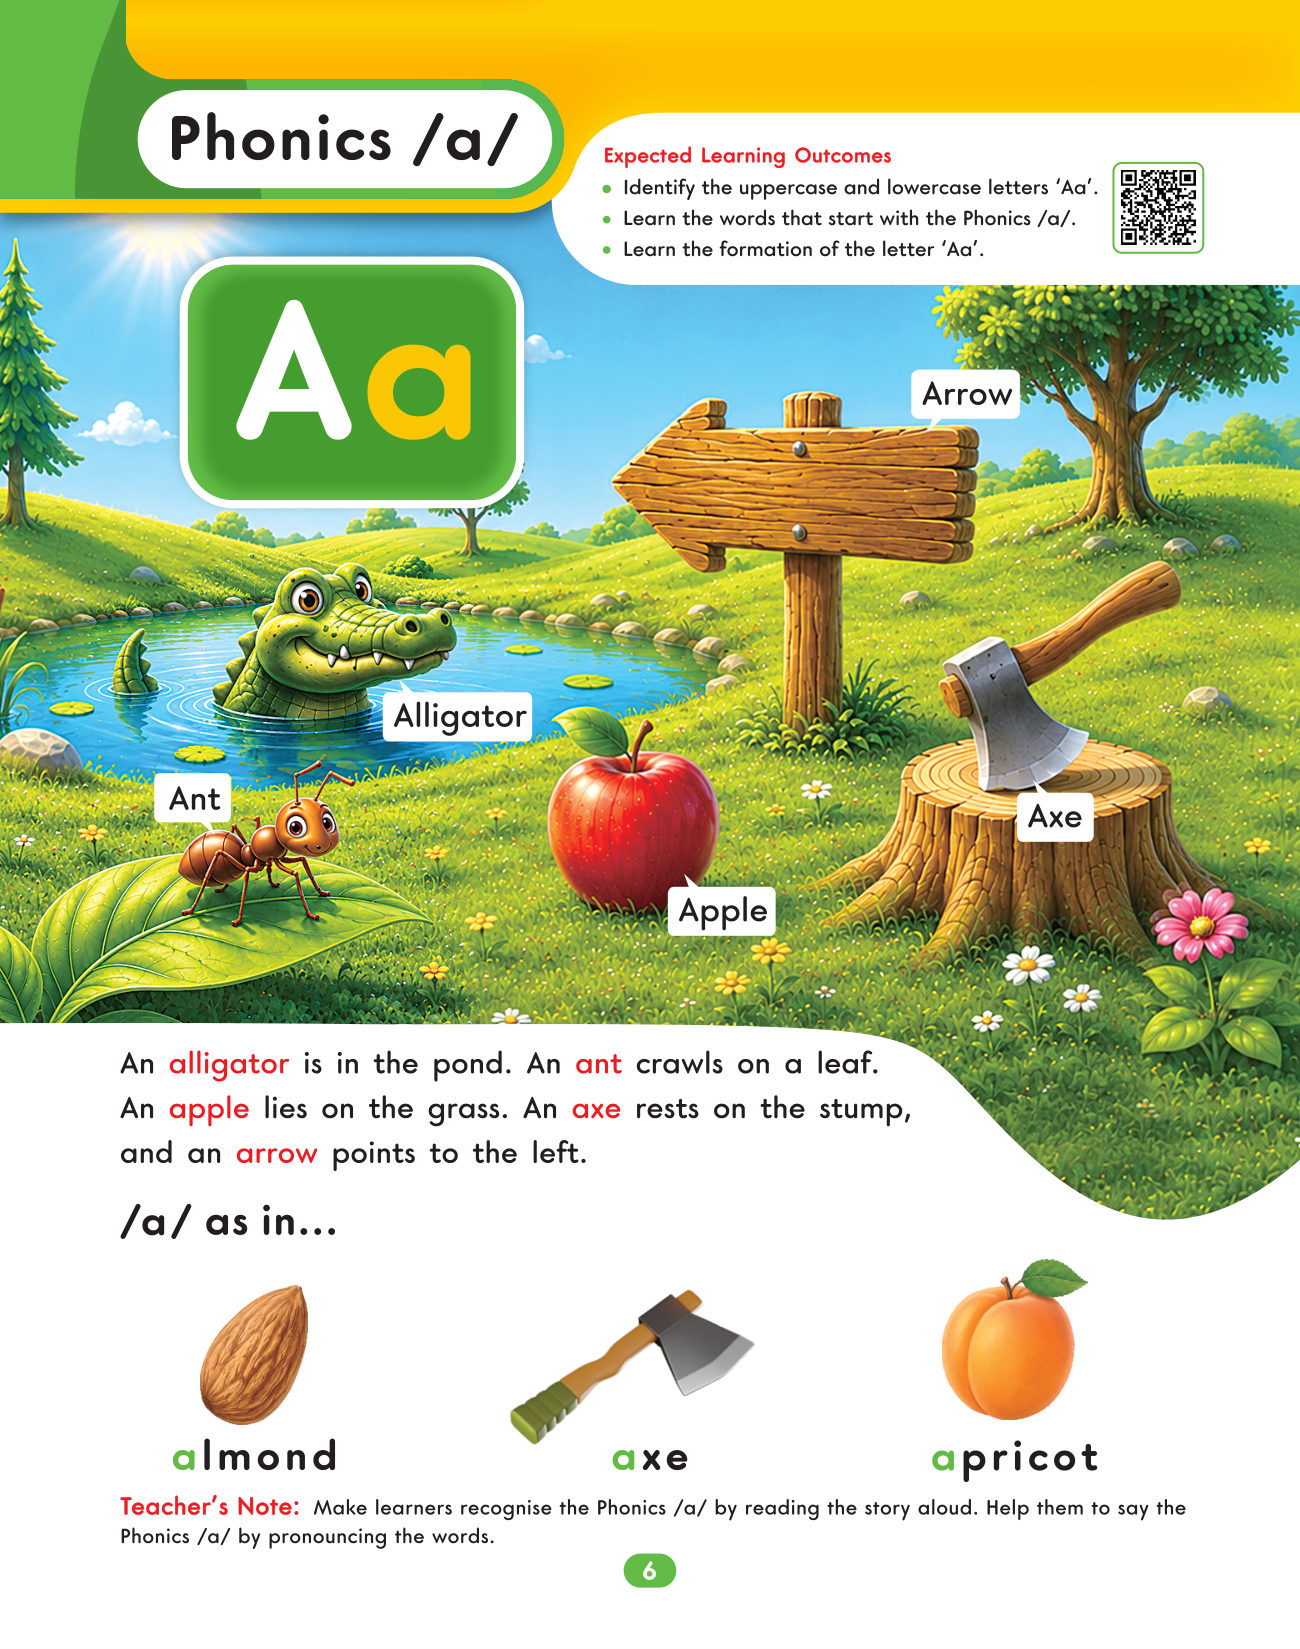 Phonics /a/
Expected Learning Outcomes
• Identify the uppercase and lowercase letters ‘Aa’.
• Learn the words that start with the Phonics /a/.
• Learn the formation of the letter ‘Aa’.
Aa
Arrow
Alligator
Ant
Axe
Apple
An alligator is in the pond. An ant crawls on a leaf.
An apple lies on the grass. An axe rests on the stump,
and an arrow points to the left.
/a/ as in...
almond
axe
apricot
Teacher’s Note: Make learners recognise the Phonics /a/ by reading the story aloud. Help them to say the
Phonics /a/ by pronouncing the words.
6